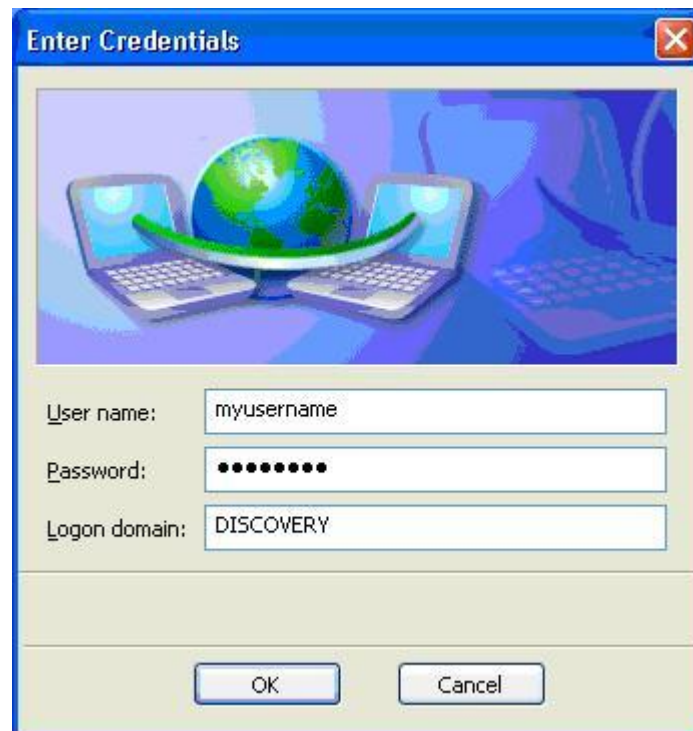 Enter Credentials
User name: myusername
Password: ●●●●●●●●
Logon domain: DISCOVERY
OK Cancel